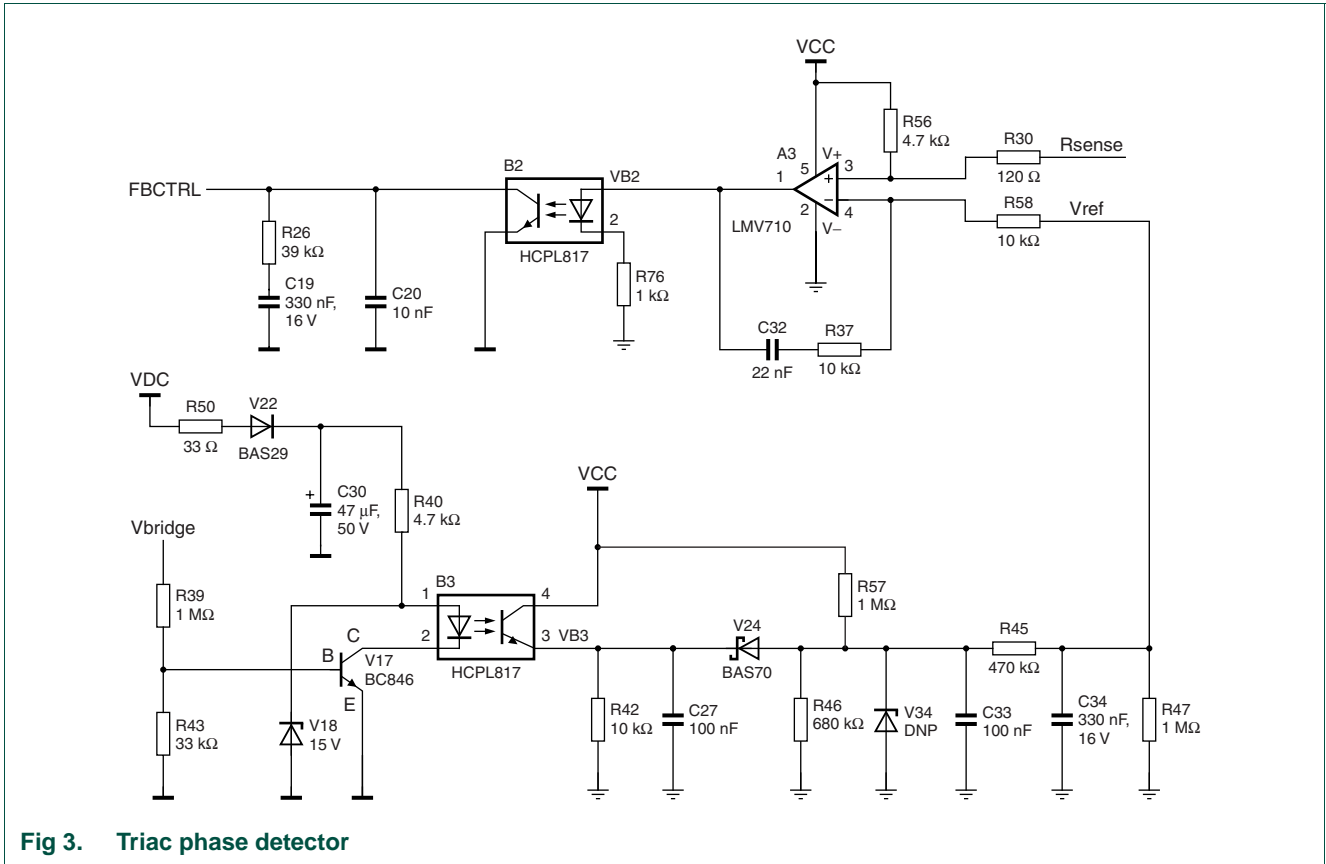 VCC
R56
4.7 kΩ
R30
Rsense
120 Ω
A3
V+
5
3
1
+
−
2
4
V−
LMV710
R58
Vref
10 kΩ
B2
VB2
FBCTRL
2
HCPL817
R26
39 kΩ
C19
330 nF,
16 V
C20
10 nF
R76
1 kΩ
C32
R37
22 nF
10 kΩ
VDC
R50
V22
33 Ω
BAS29
+
C30
47 μF,
50 V
R40
4.7 kΩ
VCC
Vbridge
R39
1 MΩ
B3
1
4
2
3
VB3
HCPL817
C
B
V17
BC846
E
R43
33 kΩ
V18
15 V
R57
1 MΩ
V24
BAS70
R45
470 kΩ
R42
10 kΩ
C27
100 nF
R46
680 kΩ
V34
DNP
C33
100 nF
C34
330 nF,
16 V
R47
1 MΩ
Fig 3. Triac phase detector